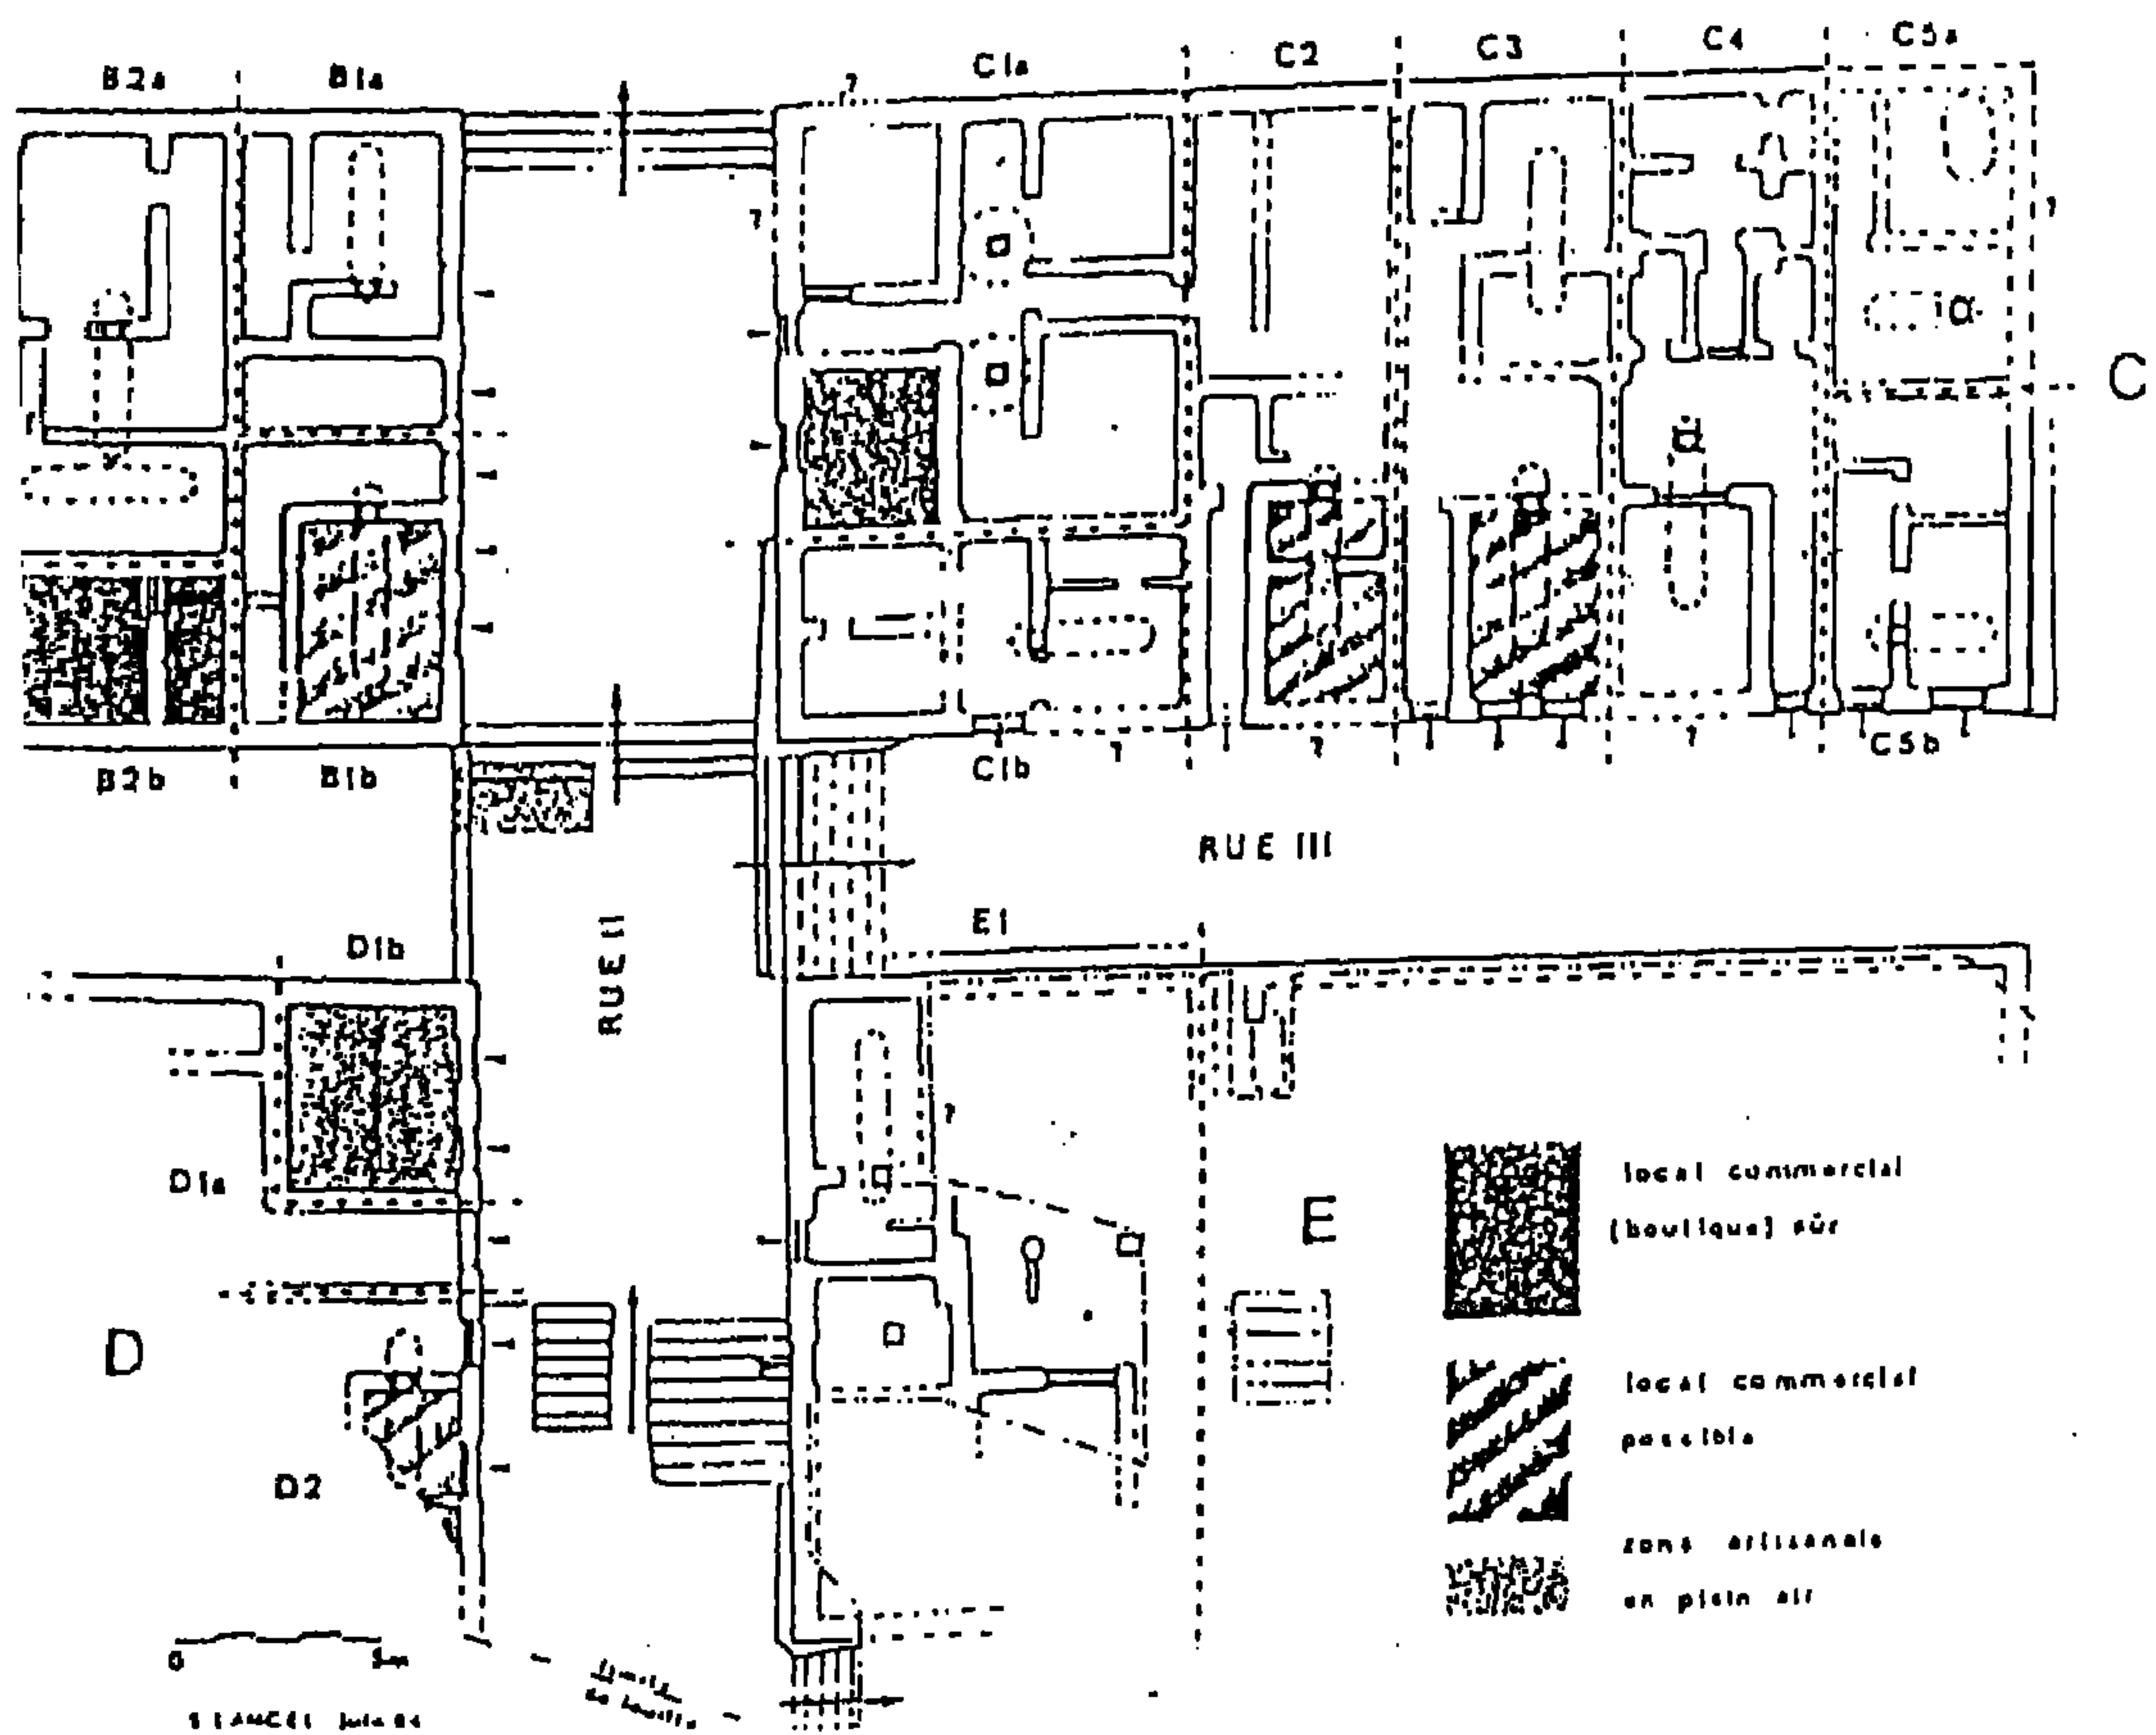 B2a
B1a
C1a
C2
C3
C4
C5a
?
?
?
C
B2b
B1b
C1b
?
?
?
C5b
RUE III
RUE II
D1b
E1
D1a
?
E
D
D2
local commercial
(boutique) sûr
local commercial
possible
zone artisanale
en plein air
0
5m